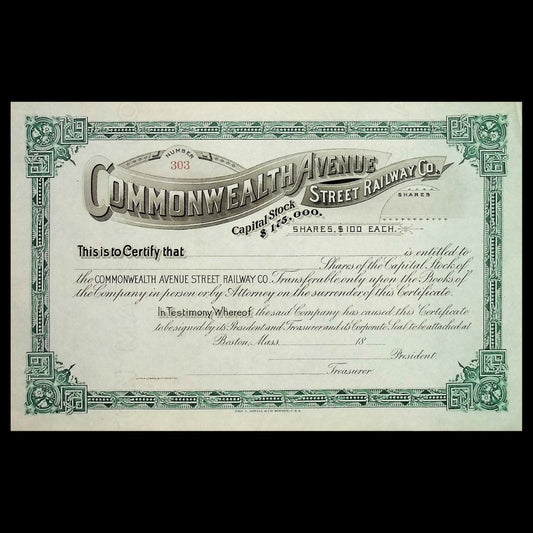 NUMBER
303
COMMONWEALTH AVENUE
STREET RAILWAY CO.
SHARES
Capital Stock
$175,000.
SHARES, $100 EACH.
This is to Certify that
is entitled to
Shares of the Capital Stock of
the COMMONWEALTH AVENUE STREET RAILWAY CO. Transferable only upon the Books of
the Company in person or by Attorney on the surrender of this Certificate.
In Testimony Whereof, the said Company has caused this Certificate
to be signed by its President and Treasurer and its Corporate Seal to be attached at
Boston, Mass. 18
President
Treasurer.